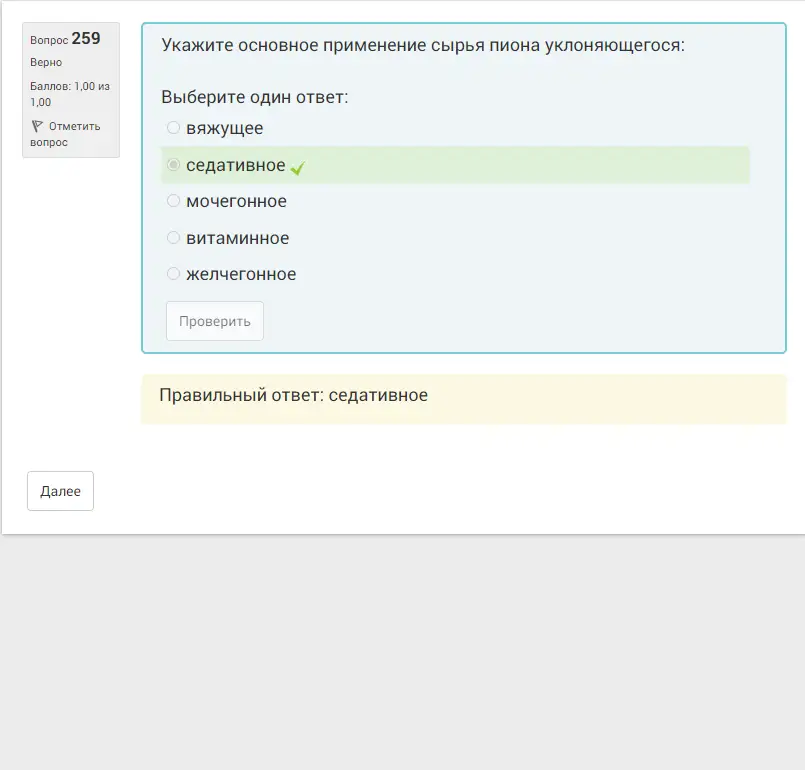 Вопрос 259
Верно
Баллов: 1,00 из
1,00
Отметить
вопрос
Укажите основное применение сырья пиона уклоняющегося:
Выберите один ответ:
вяжущее
седативное
мочегонное
витаминное
желчегонное
Проверить
Правильный ответ: седативное
Далее